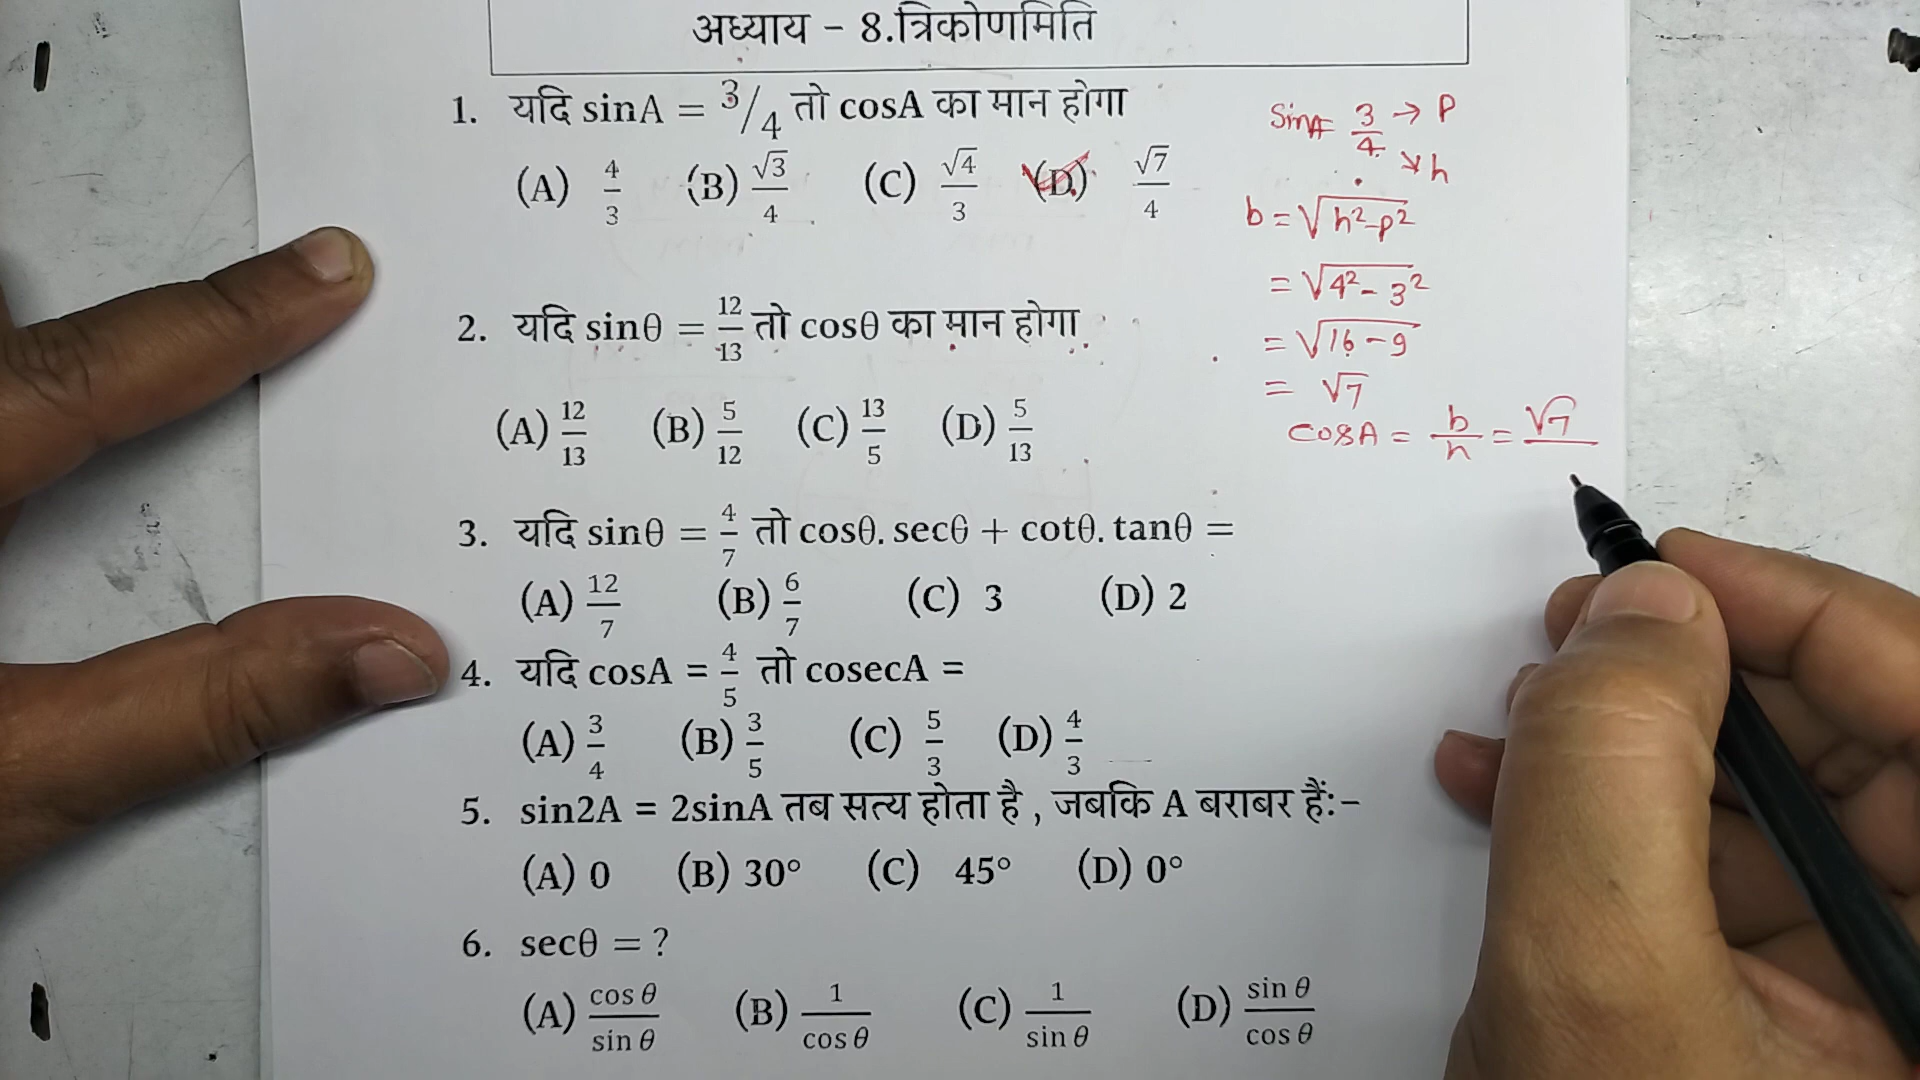 अध्याय - 8.त्रिकोणमिति
1. यदि sinA = 3/4 तो cosA का मान होगा
(A) 4/3 (B) √3/4 (C) √4/3 (D) √7/4
2. यदि sinθ = 12/13 तो cosθ का मान होगा
(A) 12/13 (B) 5/12 (C) 13/5 (D) 5/13
3. यदि sinθ = 4/7 तो cosθ. secθ + cotθ. tanθ =
(A) 12/7 (B) 6/7 (C) 3 (D) 2
4. यदि cosA = 4/5 तो cosecA =
(A) 3/4 (B) 3/5 (C) 5/3 (D) 4/3
5. sin2A = 2sinA तब सत्य होता है , जबकि A बराबर हैं:-
(A) 0 (B) 30° (C) 45° (D) 0°
6. secθ = ?
(A) cos θ/sin θ (B) 1/cos θ (C) 1/sin θ (D) sin θ/cos θ
SinA = 3/4 → P
↘ h
b = √h²-p²
= √4² - 3²
= √16 - 9
= √7
cosA = b/h = √7